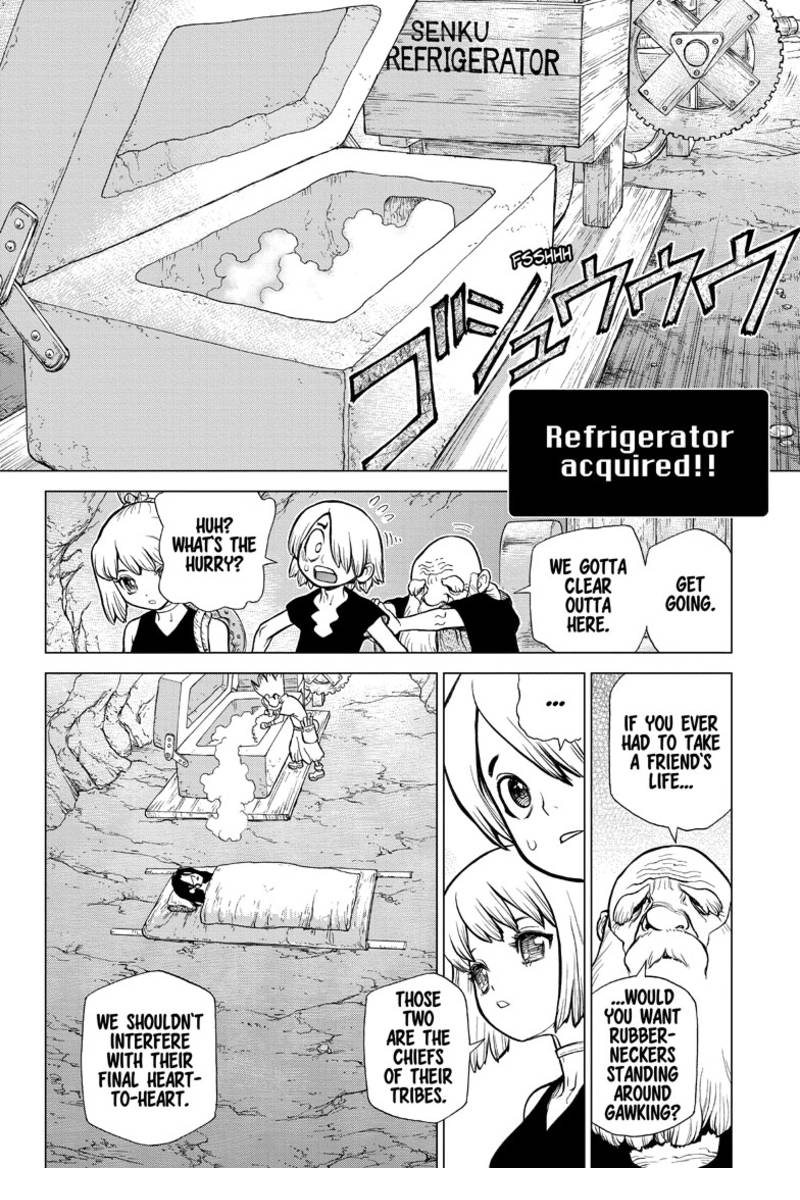 SENKU
REFRIGERATOR
FSSHHH
ゴシュウウウウ
Refrigerator
acquired!!
GET
GOING.
WE GOTTA
CLEAR
OUTTA
HERE.
HUH?
WHAT'S THE
HURRY?
IF YOU EVER
HAD TO TAKE
A FRIEND'S
LIFE...
...WOULD
YOU WANT
RUBBER-
NECKERS
STANDING
AROUND
GAWKING?
...
THOSE
TWO
ARE THE
CHIEFS
OF THEIR
TRIBES.
WE SHOULDN'T
INTERFERE
WITH THEIR
FINAL HEART-
TO-HEART.